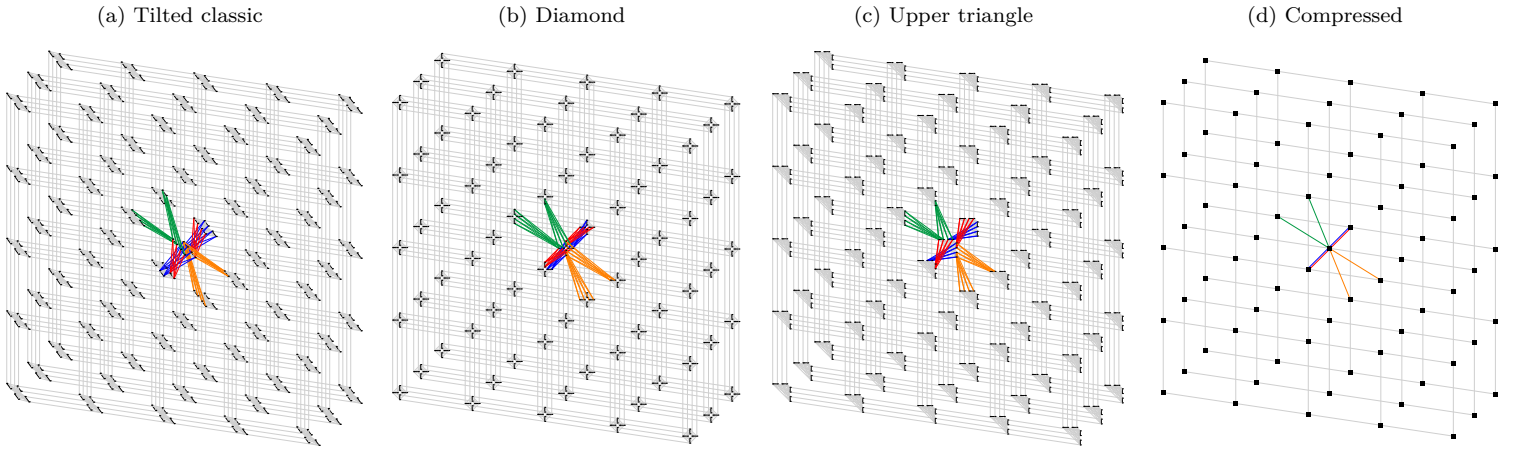 (a) Tilted classic
(b) Diamond
(c) Upper triangle
(d) Compressed